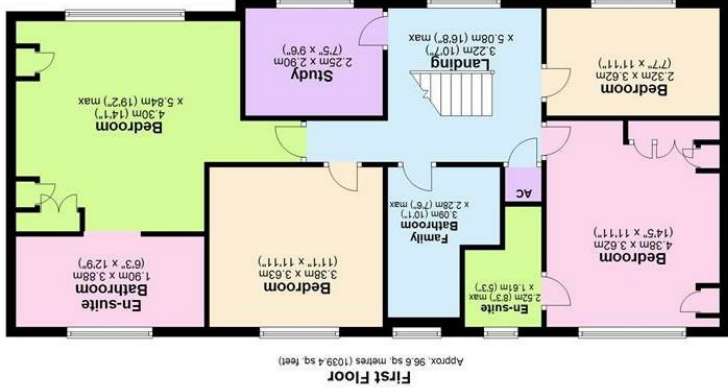 First Floor
Approx. 96.6 sq. metres (1039.4 sq. feet)
Bedroom
4.38m x 3.62m
(14'5" x 11'11")
En-suite
2.52m (8'3") max
x 1.61m (5'3")
Family
Bathroom
3.09m (10'1")
x 2.28m (7'6") max
Bedroom
3.38m x 3.63m
(11'1" x 11'11")
En-suite
Bathroom
1.90m x 3.88m
(6'3" x 12'9")
AC
Bedroom
2.32m x 3.62m
(7'7" x 11'11")
Landing
3.22m (10'7")
x 5.08m (16'8") max
Study
2.25m x 2.90m
(7'5" x 9'6")
Bedroom
4.30m (14'1")
x 5.84m (19'2") max